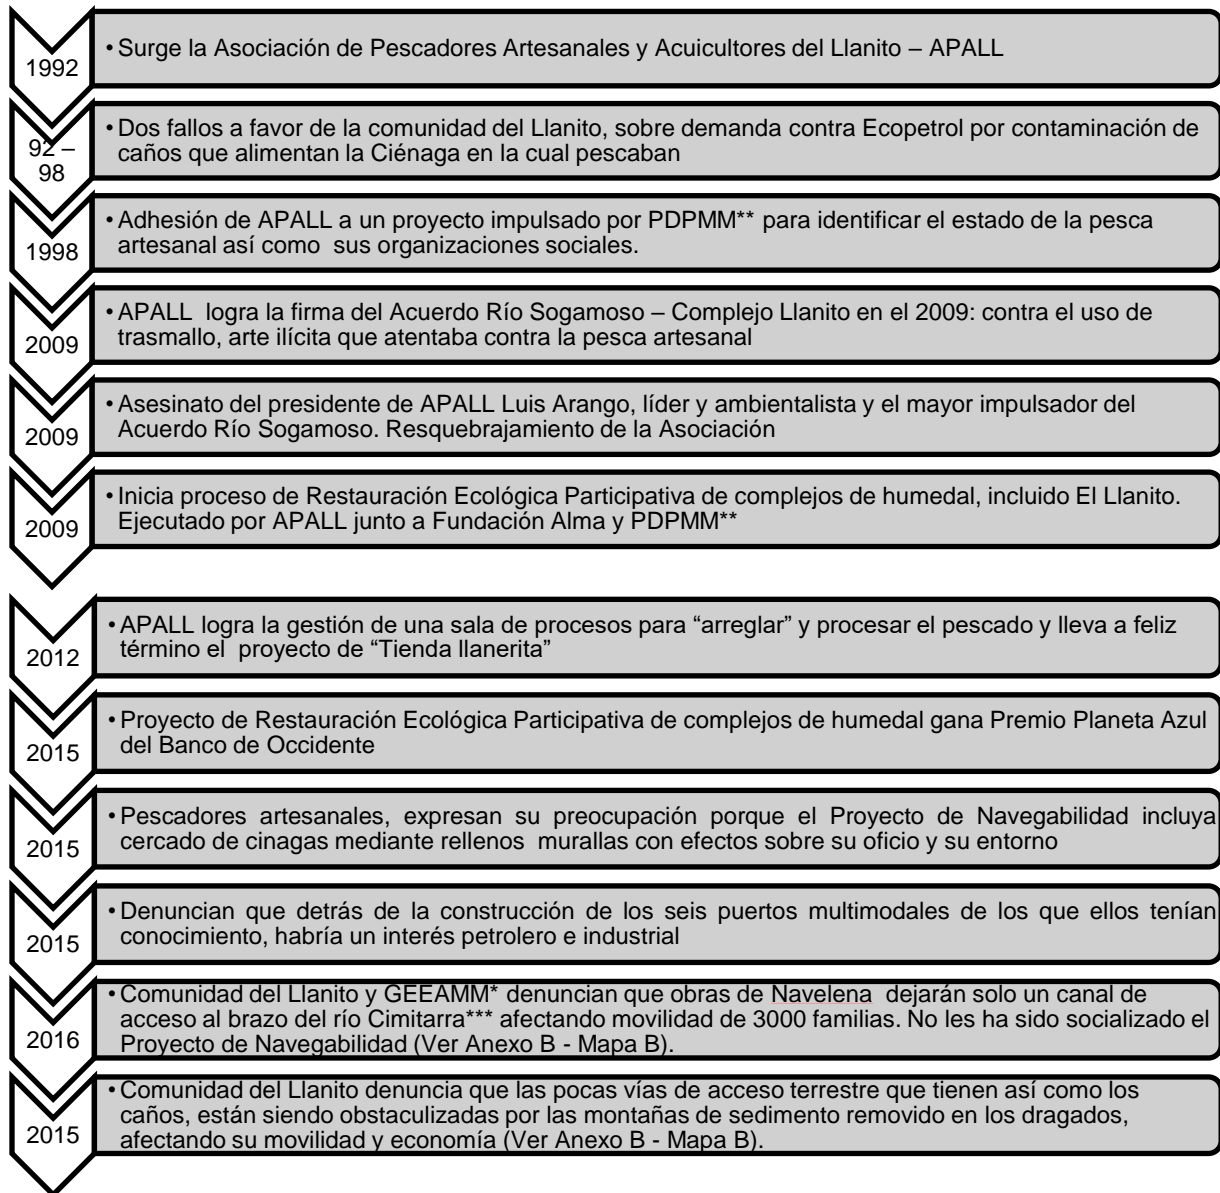 1992
• Surge la Asociación de Pescadores Artesanales y Acuicultores del Llanito – APALL
92 –
98
• Dos fallos a favor de la comunidad del Llanito, sobre demanda contra Ecopetrol por contaminación de
caños que alimentan la Ciénaga en la cual pescaban
1998
• Adhesión de APALL a un proyecto impulsado por PDPMM** para identificar el estado de la pesca
artesanal así como sus organizaciones sociales.
2009
• APALL logra la firma del Acuerdo Río Sogamoso – Complejo Llanito en el 2009: contra el uso de
trasmallo, arte ilícita que atentaba contra la pesca artesanal
2009
• Asesinato del presidente de APALL Luis Arango, líder y ambientalista y el mayor impulsador del
Acuerdo Río Sogamoso. Resquebrajamiento de la Asociación
2009
• Inicia proceso de Restauración Ecológica Participativa de complejos de humedal, incluido El Llanito.
Ejecutado por APALL junto a Fundación Alma y PDPMM**
2012
• APALL logra la gestión de una sala de procesos para “arreglar” y procesar el pescado y lleva a feliz
término el proyecto de “Tienda llanerita”
2015
• Proyecto de Restauración Ecológica Participativa de complejos de humedal gana Premio Planeta Azul
del Banco de Occidente
2015
• Pescadores artesanales, expresan su preocupación porque el Proyecto de Navegabilidad incluya
cercado de cinagas mediante rellenos murallas con efectos sobre su oficio y su entorno
2015
• Denuncian que detrás de la construcción de los seis puertos multimodales de los que ellos tenían
conocimiento, habría un interés petrolero e industrial
2016
• Comunidad del Llanito y GEEAMM* denuncian que obras de Navelena dejarán solo un canal de
acceso al brazo del río Cimitarra*** afectando movilidad de 3000 familias. No les ha sido socializado el
Proyecto de Navegabilidad (Ver Anexo B - Mapa B).
2015
• Comunidad del Llanito denuncia que las pocas vías de acceso terrestre que tienen así como los
caños, están siendo obstaculizadas por las montañas de sedimento removido en los dragados,
afectando su movilidad y economía (Ver Anexo B - Mapa B).